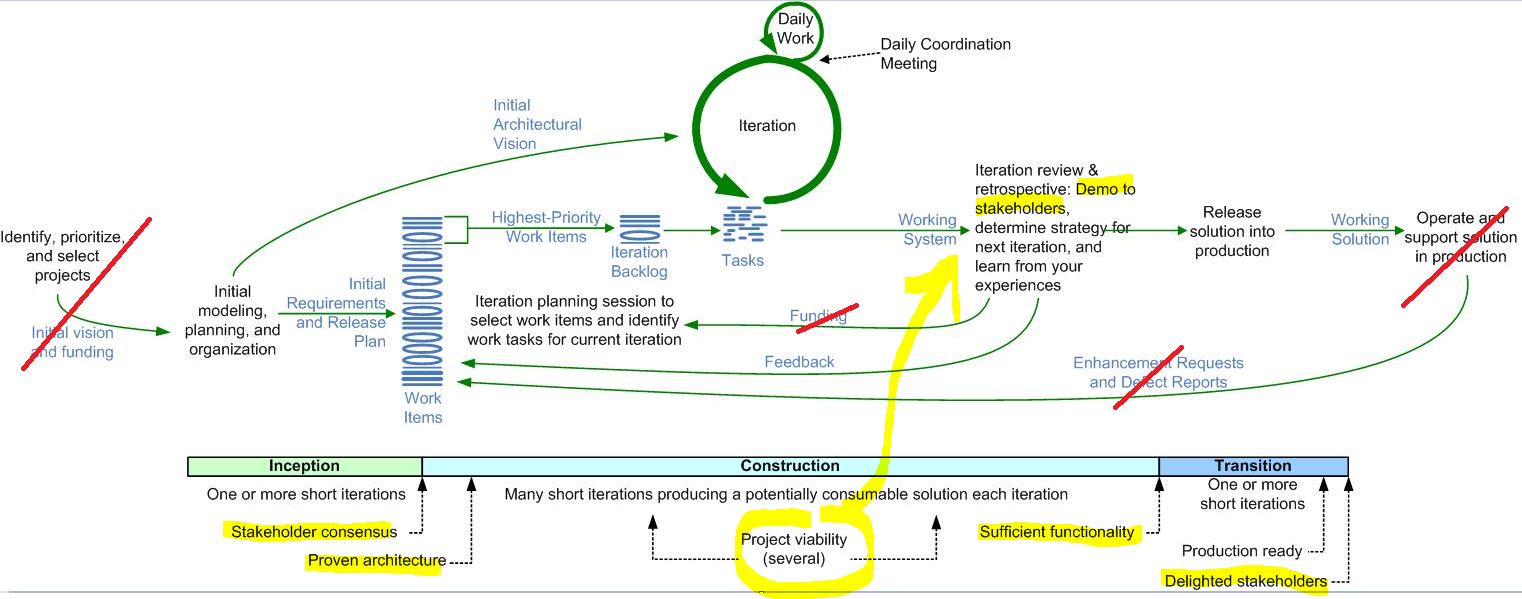 Daily
Work
Daily Coordination
Meeting
Initial
Architectural
Vision
Iteration
Identify, prioritize,
and select
projects
Initial vision
and funding
Initial
modeling,
planning, and
organization
Initial
Requirements
and Release
Plan
Work
Items
Highest-Priority
Work Items
Iteration
Backlog
Tasks
Iteration planning session to
select work items and identify
work tasks for current iteration
Working
System
Iteration review &
retrospective: Demo to
stakeholders,
determine strategy for
next iteration, and
learn from your
experiences
Funding
Feedback
Release
solution into
production
Working
Solution
Operate and
support solution
in production
Enhancement Requests
and Defect Reports
Inception
Construction
Transition
One or more short iterations
Many short iterations producing a potentially consumable solution each iteration
One or more
short iterations
Stakeholder consensus
Proven architecture
Project viability
(several)
Sufficient functionality
Production ready
Delighted stakeholders